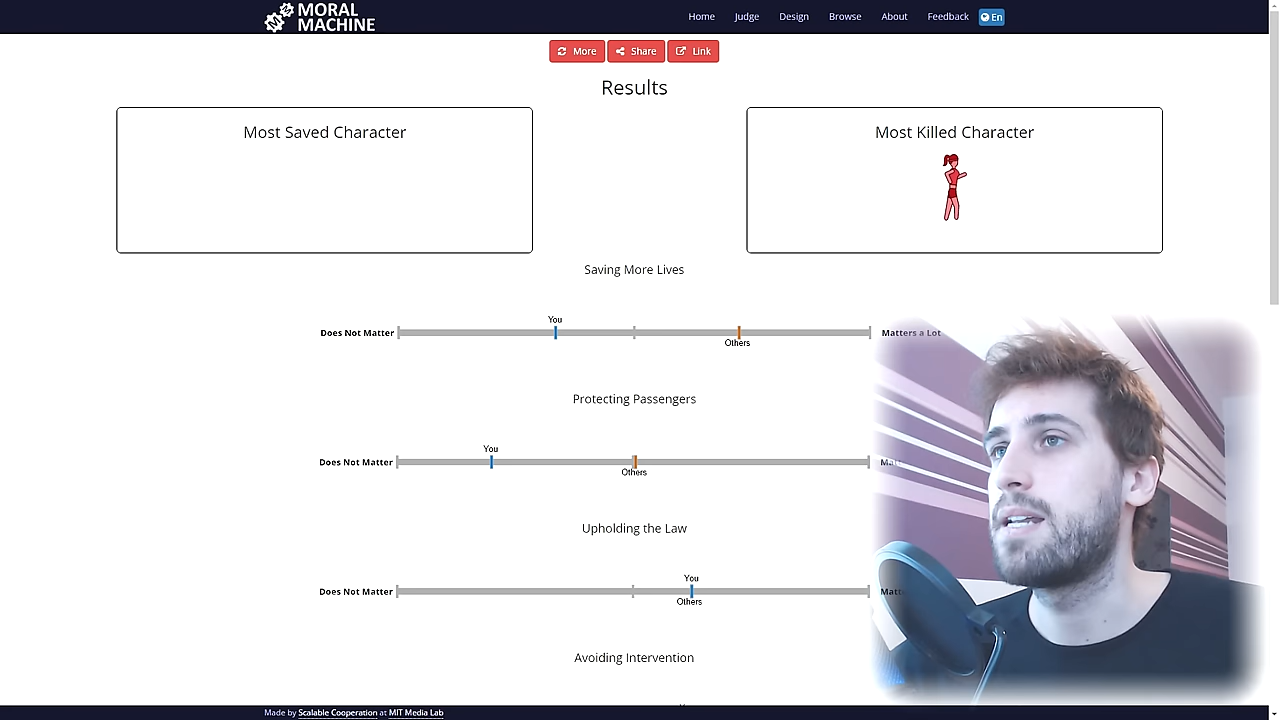 MORAL
MACHINE
Home Judge Design Browse About Feedback En
More Share Link
Results
Most Saved Character
Most Killed Character
Saving More Lives
You
Does Not Matter
Matters a Lot
Others
Protecting Passengers
You
Does Not Matter
Others
Upholding the Law
You
Does Not Matter
Others
Avoiding Intervention
Made by Scalable Cooperation at MIT Media Lab